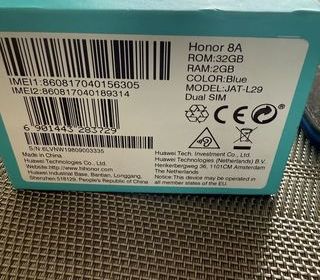 Honor 8A
ROM:32GB
RAM:2GB
COLOR:Blue
MODEL:JAT-L29
Dual SIM
IMEI1:860817040156305
IMEI2:860817040189314
6 901443 283729
S/N:6LVNW19809003335
Made in China
Huawei Technologies Co., Ltd.
Website: http://www.hihonor.com
Huawei Industrial Base, Bantian, Longgang,
Shenzhen 518129, People's Republic of China
CE
Huawei Tech. Investment Co., Ltd.
Huawei Technologies (Netherlands) B.V.
Herikerbergweg 36, 1101CM Amsterdam
The Netherlands
Notice:This device may be operated in
all member states of the EU.